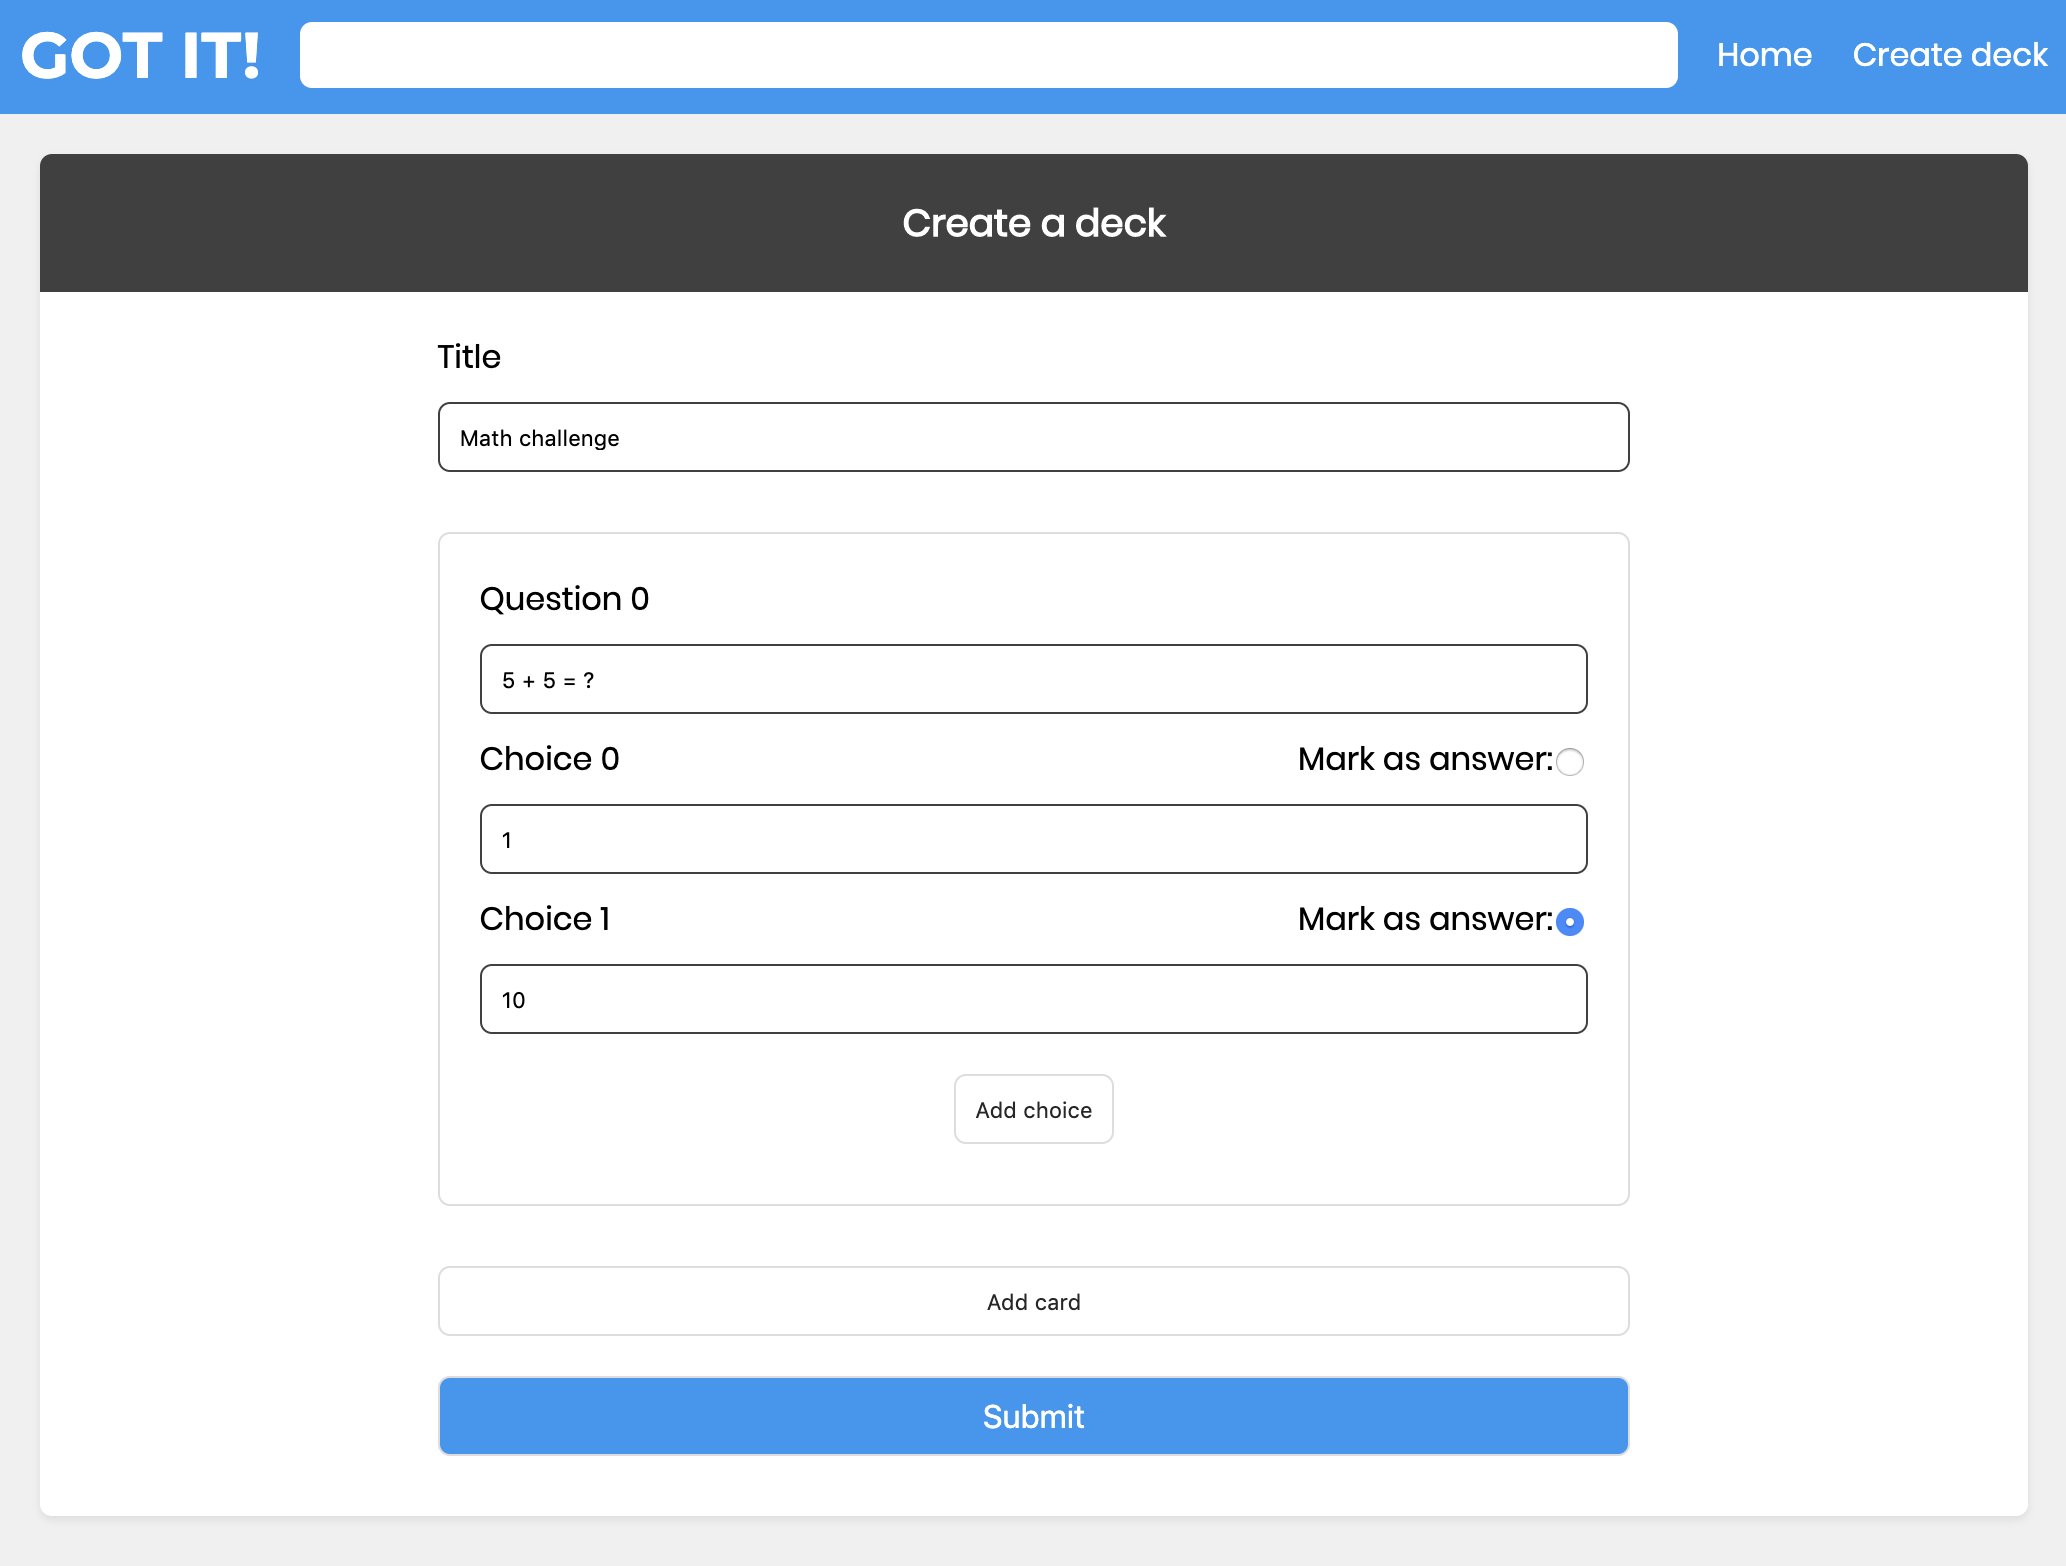 GOT IT! Home Create deck
Create a deck
Title
Math challenge
Question 0
5 + 5 = ?
Choice 0 Mark as answer:
1
Choice 1 Mark as answer:
10
Add choice
Add card
Submit